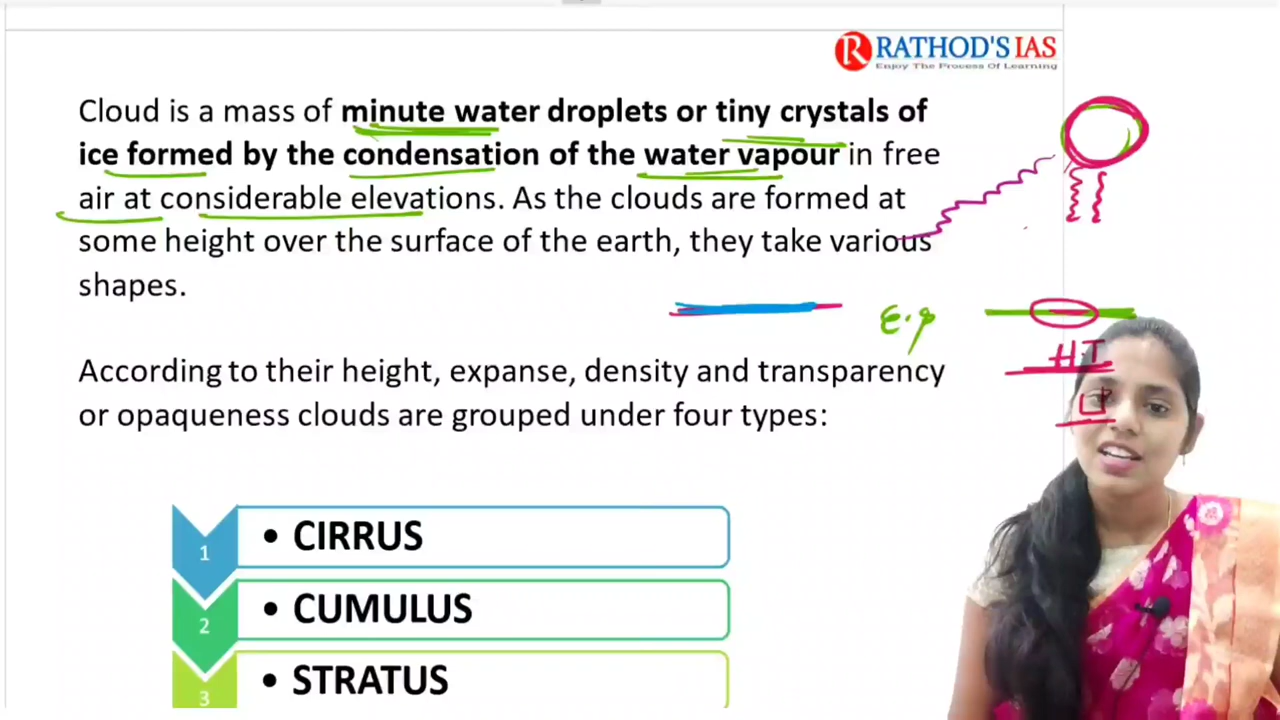 RATHOD'S IAS
Enjoy The Process Of Learning
Cloud is a mass of minute water droplets or tiny crystals of
ice formed by the condensation of the water vapour in free
air at considerable elevations. As the clouds are formed at
some height over the surface of the earth, they take various
shapes.
According to their height, expanse, density and transparency
or opaqueness clouds are grouped under four types:
1 • CIRRUS
2 • CUMULUS
3 • STRATUS
HI